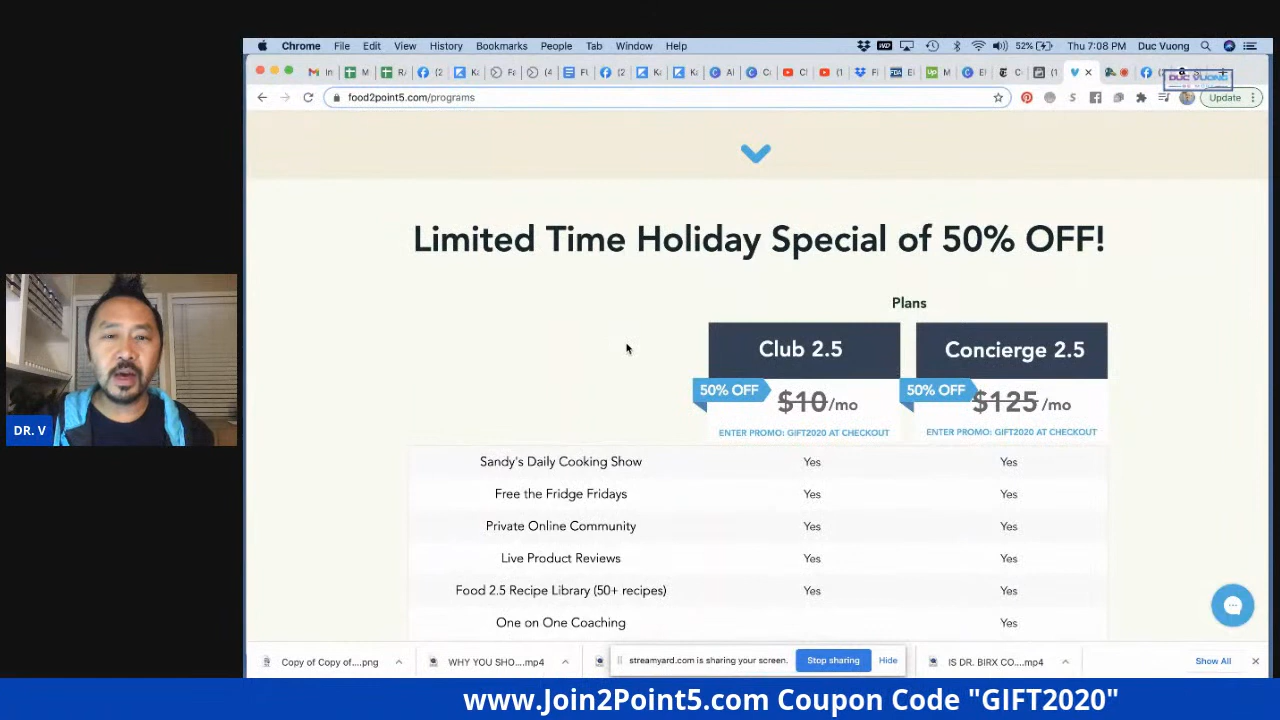 Chrome File Edit View History Bookmarks People Tab Window Help
52% Thu 7:08 PM Duc Vuong
food2point5.com/programs
Update
DUC VUONG
Limited Time Holiday Special of 50% OFF!
Plans
Club 2.5 Concierge 2.5
50% OFF $10/mo 50% OFF $125 /mo
ENTER PROMO: GIFT2020 AT CHECKOUT ENTER PROMO: GIFT2020 AT CHECKOUT
Sandy's Daily Cooking Show Yes Yes
Free the Fridge Fridays Yes Yes
Private Online Community Yes Yes
Live Product Reviews Yes Yes
Food 2.5 Recipe Library (50+ recipes) Yes Yes
One on One Coaching Yes
DR. V
Copy of Copy of....png WHY YOU SHO....mp4 streamyard.com is sharing your screen. Stop sharing Hide IS DR. BIRX CO....mp4 Show All
www.Join2Point5.com Coupon Code "GIFT2020"